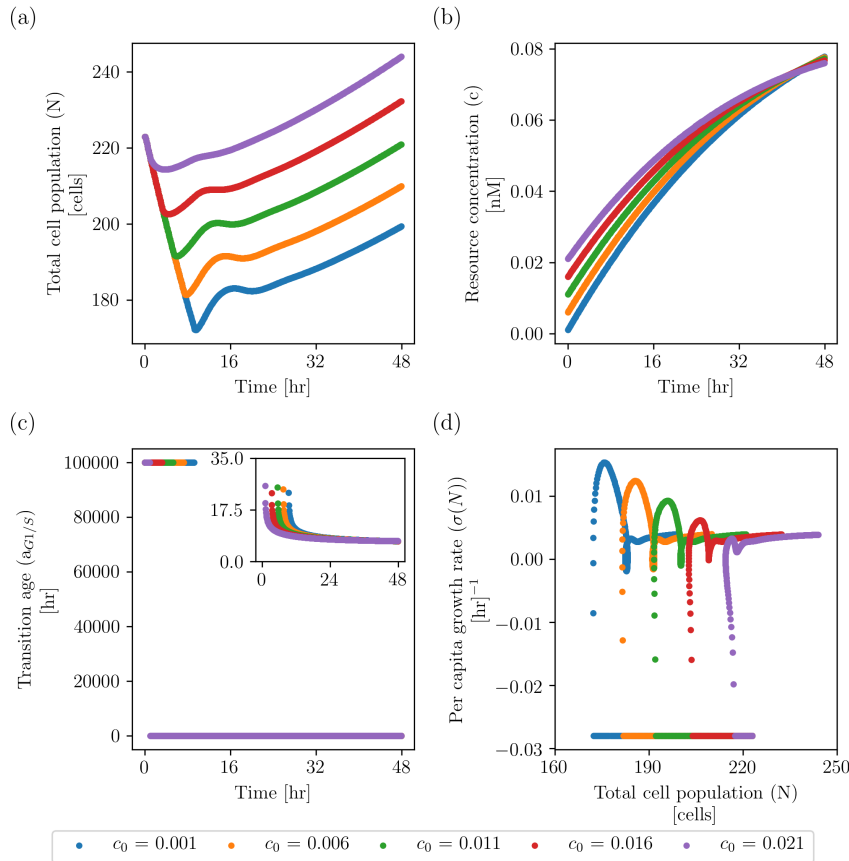 (a)
240
220
200
180
0
16
32
48
Total cell population (N)
[cells]
Time [hr]
(b)
0.08
0.06
0.04
0.02
0.00
0
16
32
48
Resource concentration (c)
[nM]
Time [hr]
(c)
100000
80000
60000
40000
20000
0
0
16
32
48
Transition age (a_{G1/S})
[hr]
Time [hr]
35.0
17.5
0.0
0
24
48
(d)
0.01
0.00
−0.01
−0.02
−0.03
160
190
220
250
Per capita growth rate (σ(N))
[hr]^{−1}
Total cell population (N)
[cells]
c_0 = 0.001
c_0 = 0.006
c_0 = 0.011
c_0 = 0.016
c_0 = 0.021